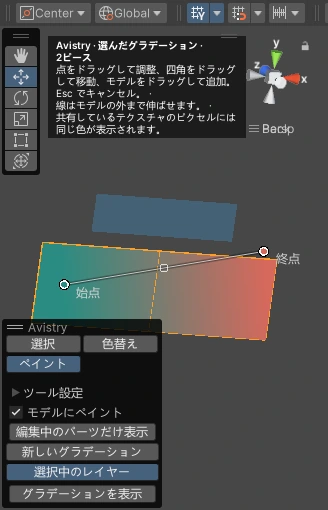 Center
Global
Y
Avistry・選んだグラデーション・
2ピース
点をドラッグして調整、四角をドラッグ
して移動、モデルをドラッグして追加。
Esc でキャンセル。・
線はモデルの外まで伸ばせます。・
共有しているテクスチャのピクセルには
同じ色が表示されます。
y
x
z
終点
始点
Avistry
選択
色替え
ペイント
ツール設定
モデルにペイント
編集中のパーツだけ表示
新しいグラデーション
選択中のレイヤー
グラデーションを表示